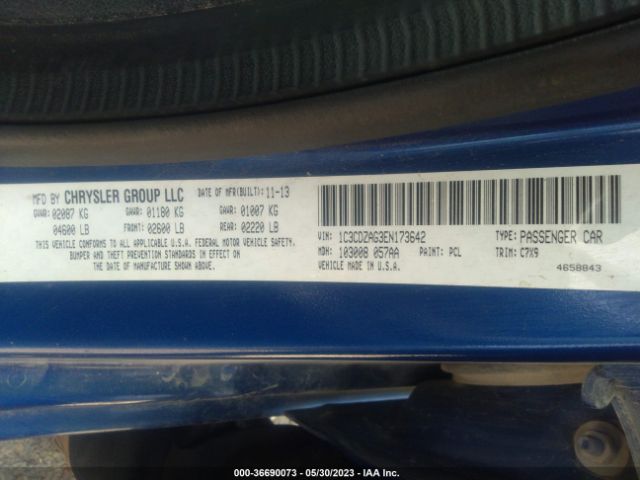 MFD BY CHRYSLER GROUP LLC DATE OF MFR(BUILT): 11-13
GVWR: 02087 KG GAWR: 01180 KG GAWR: 01007 KG
04600 LB FRONT: 02600 LB REAR: 02220 LB
THIS VEHICLE CONFORMS TO ALL APPLICABLE U.S.A. FEDERAL MOTOR VEHICLE SAFETY,
BUMPER AND THEFT PREVENTION STANDARDS IN EFFECT ON
THE DATE OF MANUFACTURE SHOWN ABOVE.
VIN: 1C3CDZAG3EN173642 TYPE: PASSENGER CAR
MDH: 103008 057AA PAINT: PCL TRIM: C7X9
VEHICLE MADE IN U.S.A. 4658843
000-36690073 — 05/30/2023 — IAA Inc.